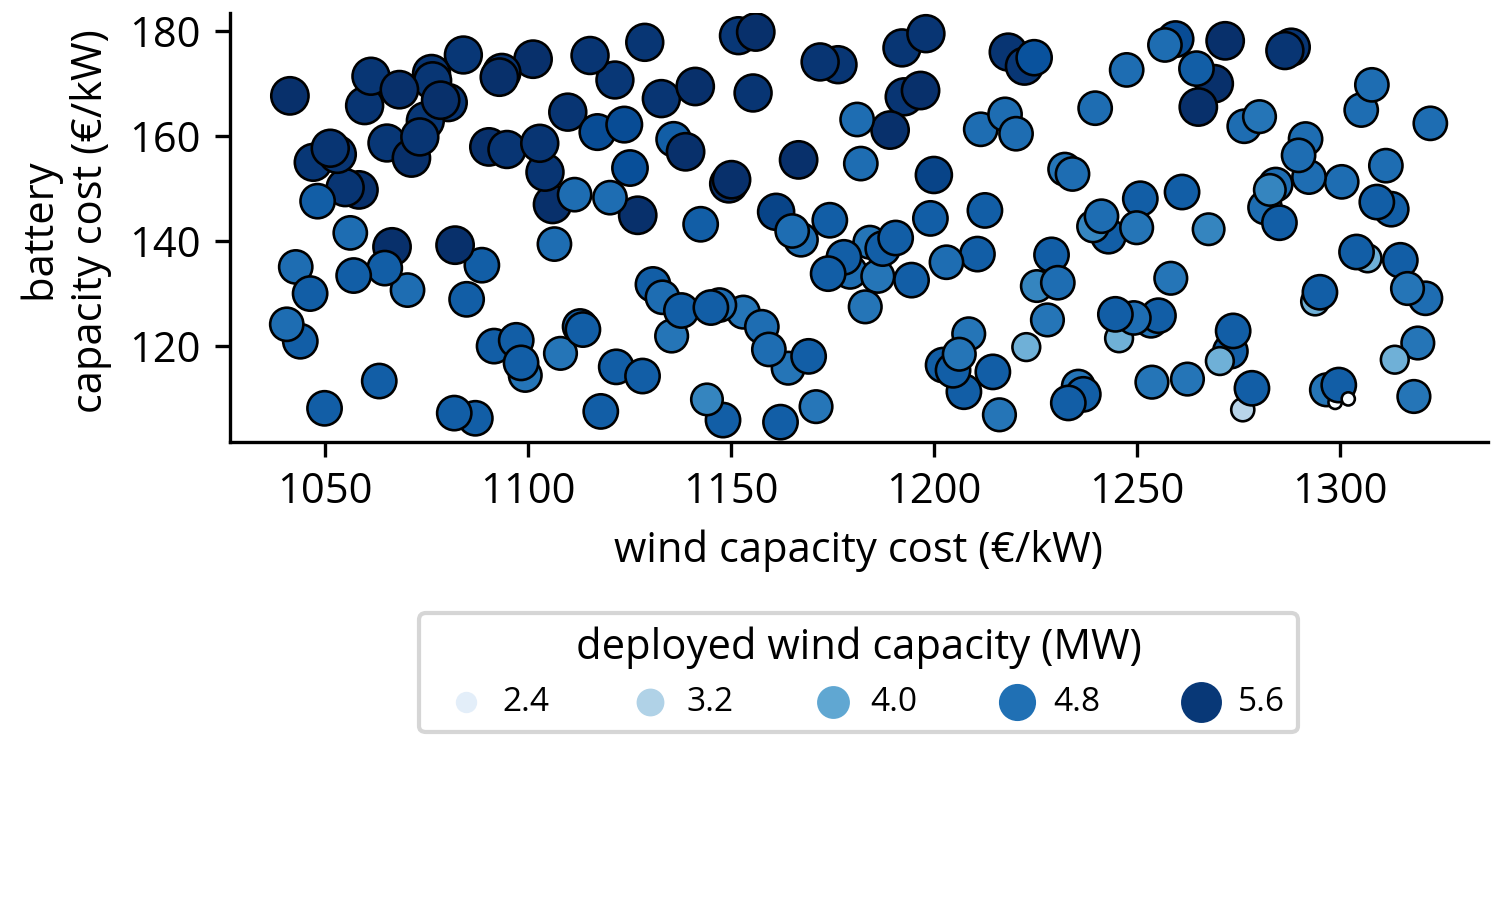 battery
capacity cost (€/kW)
180
160
140
120
1050 1100 1150 1200 1250 1300
wind capacity cost (€/kW)
deployed wind capacity (MW)
2.4 3.2 4.0 4.8 5.6